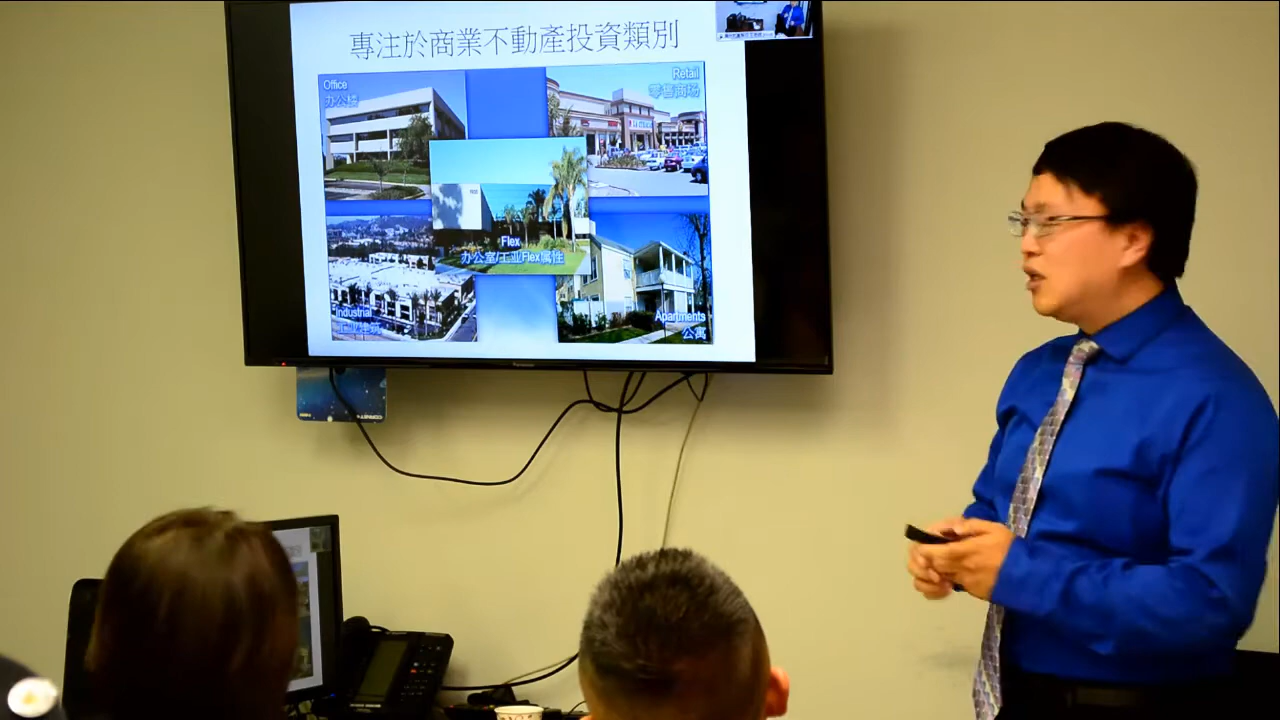 專注於商業不動產投資類別
Office
办公楼
Retail
零售商场
Flex
办公室/工业Flex属性
Industrial
工业建筑
Apartments
公寓